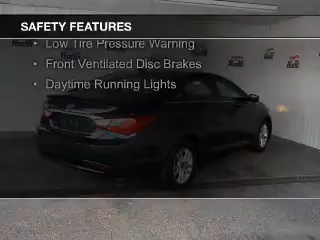 SAFETY FEATURES
• Low Tire Pressure Warning
• Front Ventilated Disc Brakes
• Daytime Running Lights